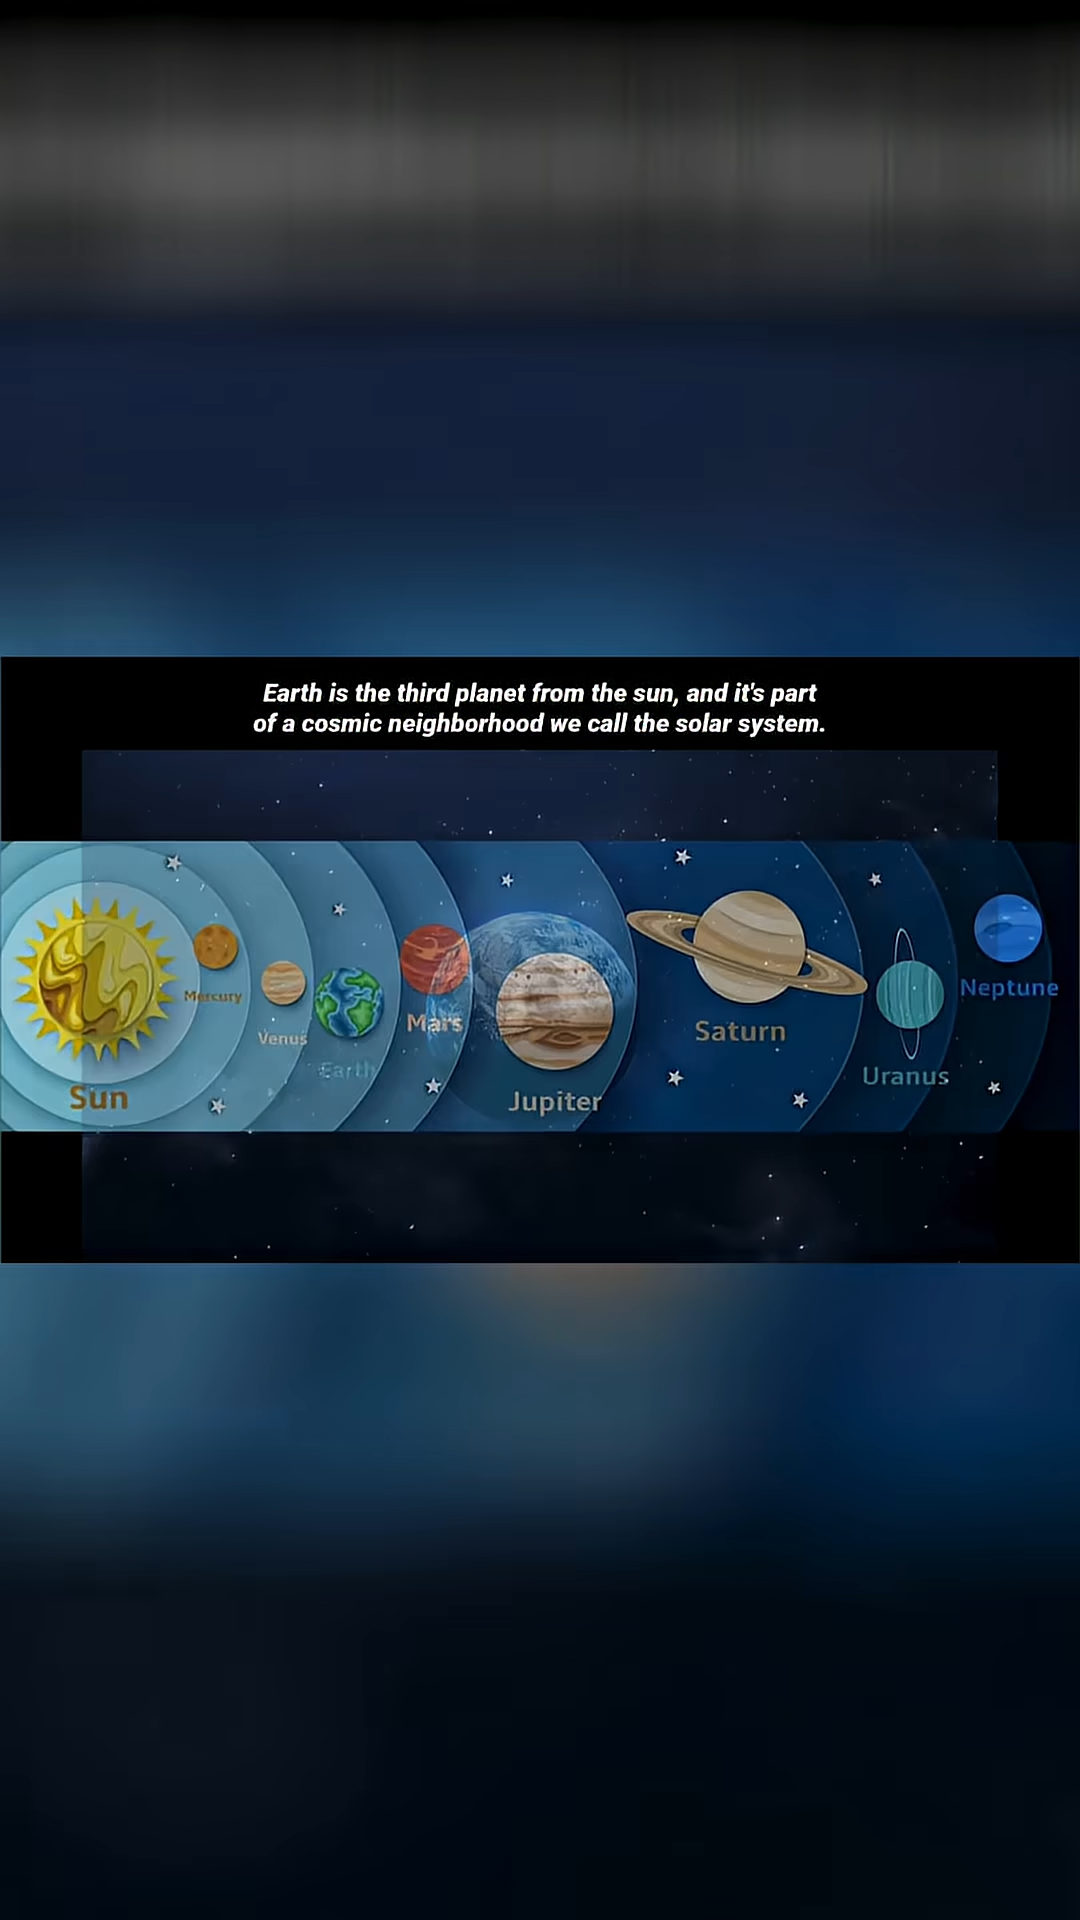 Earth is the third planet from the sun, and it's part
of a cosmic neighborhood we call the solar system.
Sun
Mercury
Venus
Earth
Mars
Jupiter
Saturn
Uranus
Neptune